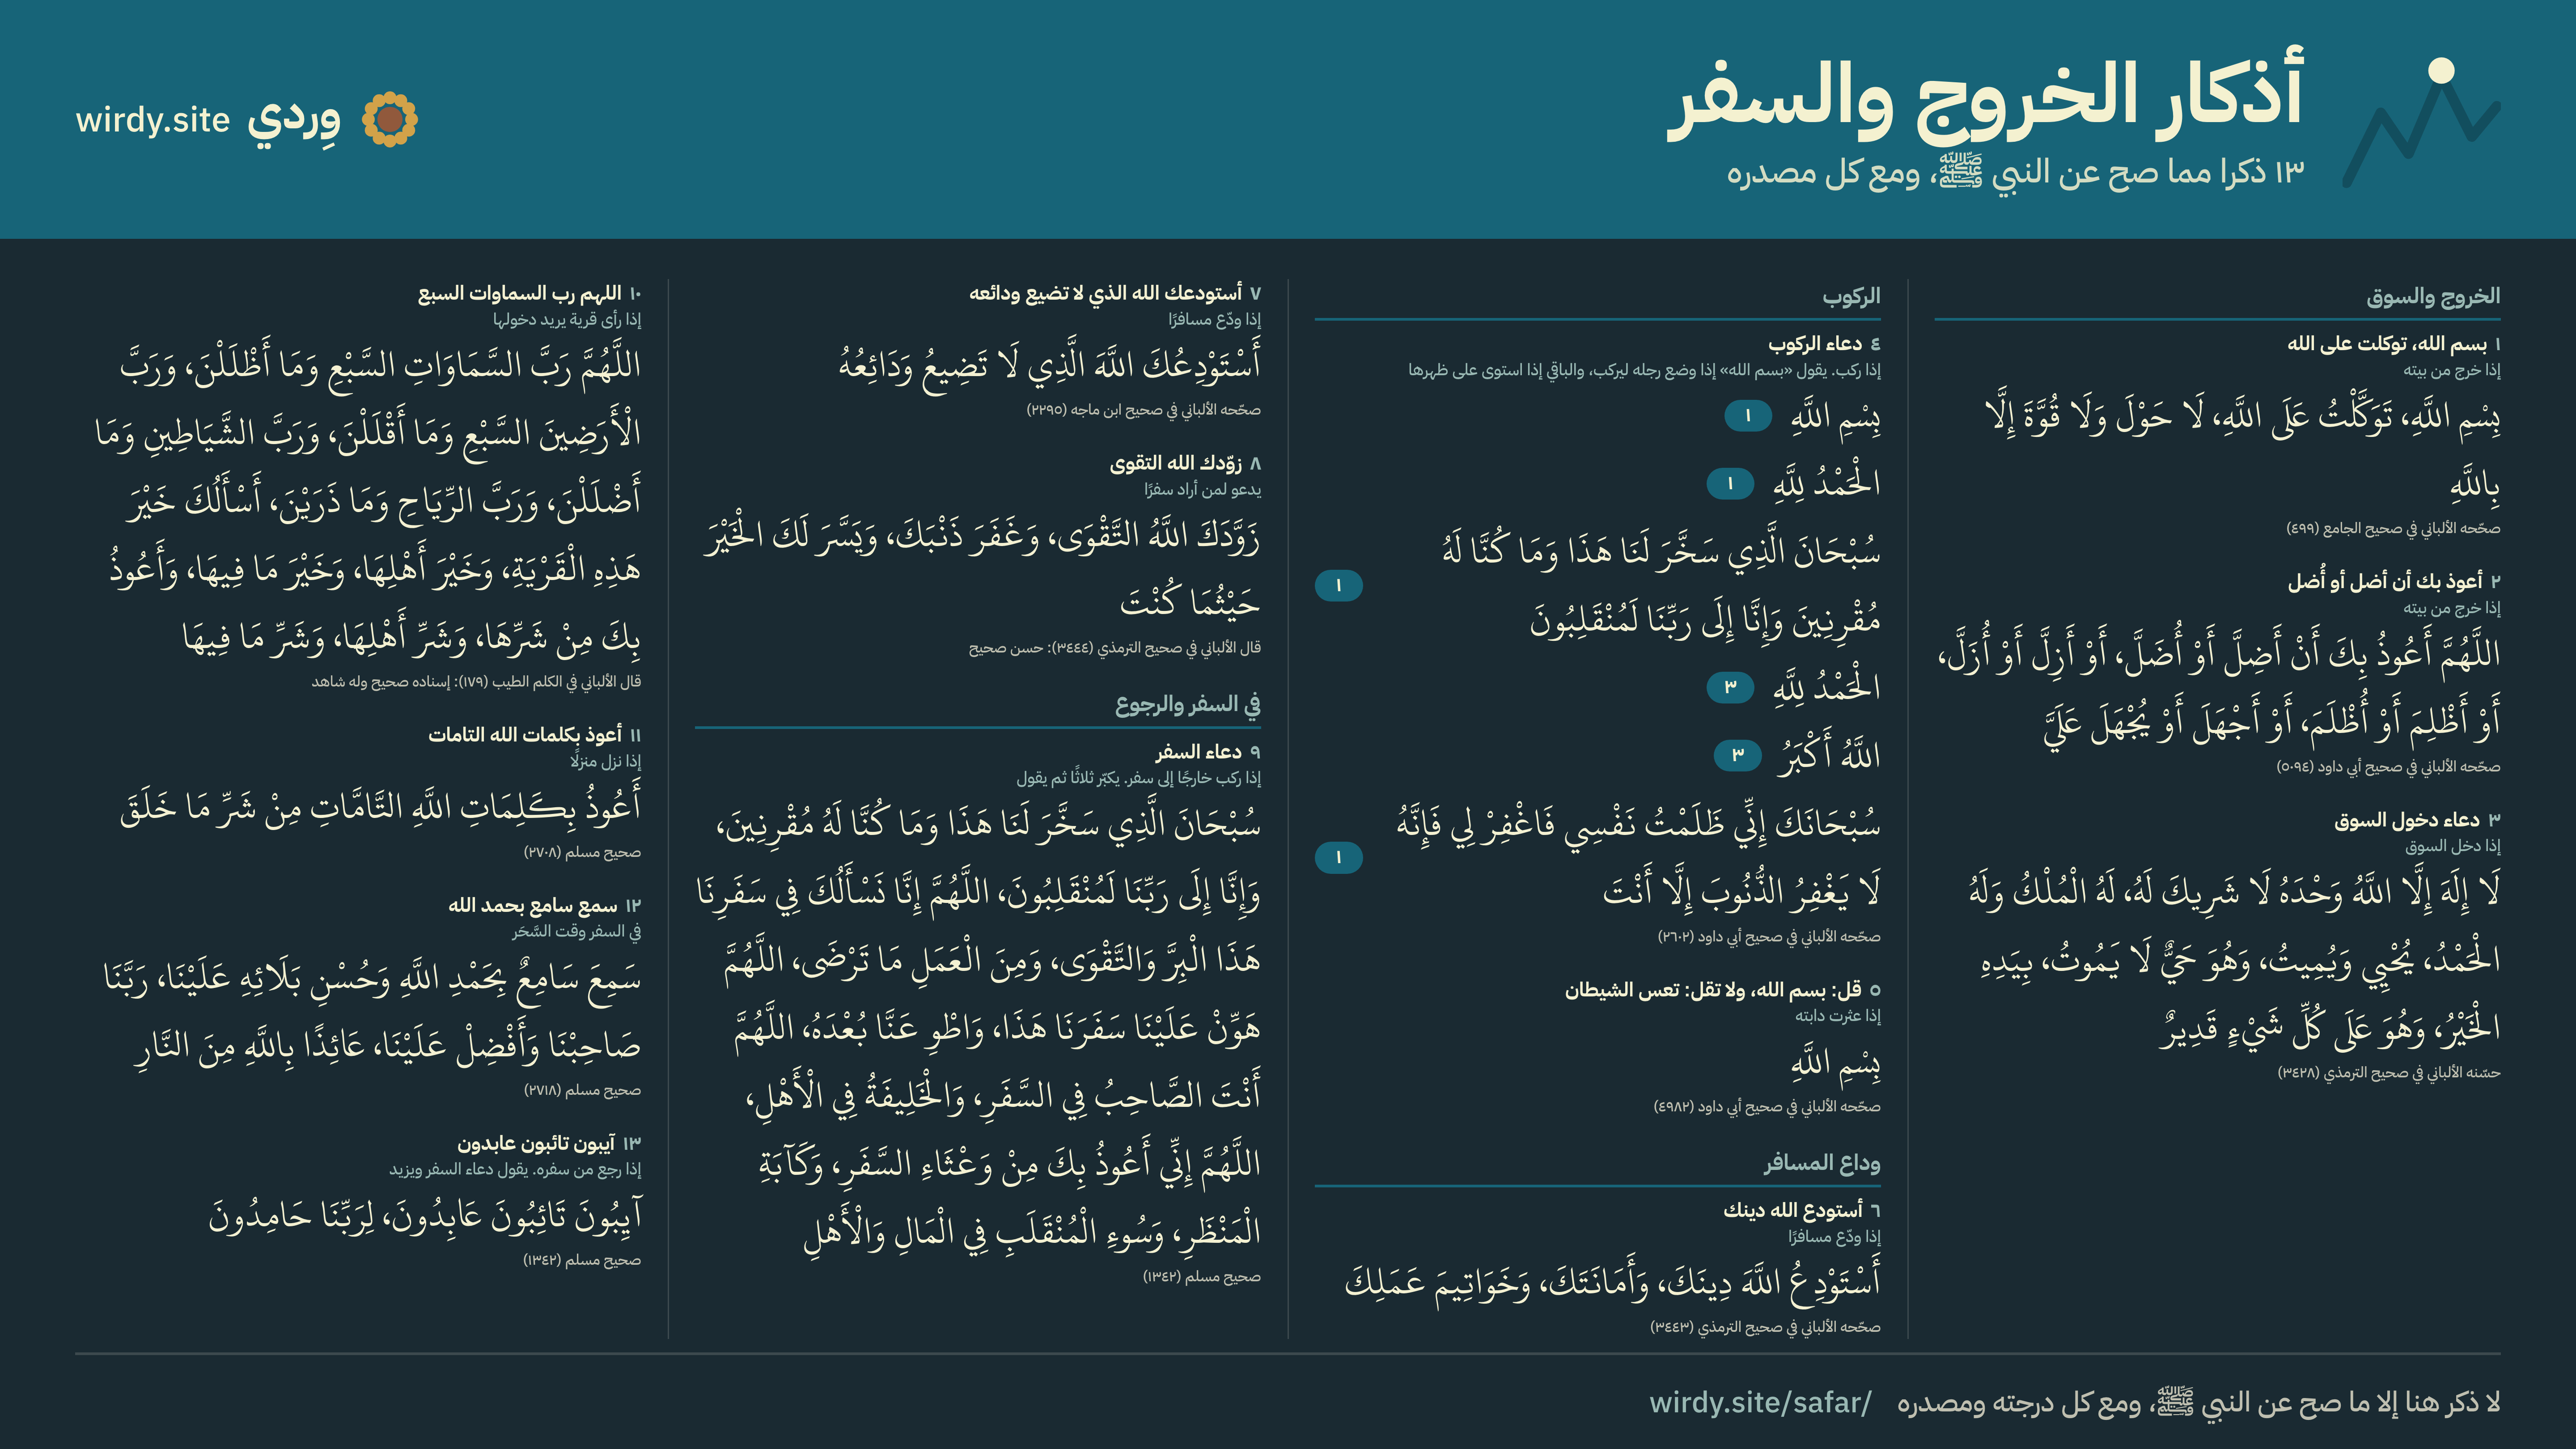 أذكار الخروج والسفر
١٣ ذكرا مما صح عن النبي ﷺ، ومع كل مصدره
وِردي wirdy.site
الخروج والسوق
١ بسم الله، توكلت على الله
إذا خرج من بيته
بِسْمِ اللَّهِ، تَوَكَّلْتُ عَلَى اللَّهِ، لَا حَوْلَ وَلَا قُوَّةَ إِلَّا
بِاللَّهِ
صحّحه الألباني في صحيح الجامع (٤٩٩)
٢ أعوذ بك أن أضل أو أُضل
إذا خرج من بيته
اللَّهُمَّ أَعُوذُ بِكَ أَنْ أَضِلَّ أَوْ أُضَلَّ، أَوْ أَزِلَّ أَوْ أُزَلَّ،
أَوْ أَظْلِمَ أَوْ أُظْلَمَ، أَوْ أَجْهَلَ أَوْ يُجْهَلَ عَلَيَّ
صحّحه الألباني في صحيح أبي داود (٥٠٩٤)
٣ دعاء دخول السوق
إذا دخل السوق
لَا إِلَهَ إِلَّا اللَّهُ وَحْدَهُ لَا شَرِيكَ لَهُ، لَهُ الْمُلْكُ وَلَهُ
الْحَمْدُ، يُحْيِي وَيُمِيتُ، وَهُوَ حَيٌّ لَا يَمُوتُ، بِيَدِهِ
الْخَيْرُ، وَهُوَ عَلَى كُلِّ شَيْءٍ قَدِيرٌ
حسّنه الألباني في صحيح الترمذي (٣٤٢٨)
الركوب
٤ دعاء الركوب
إذا ركب. يقول «بسم الله» إذا وضع رجله ليركب، والباقي إذا استوى على ظهرها
بِسْمِ اللَّهِ ١
الْحَمْدُ لِلَّهِ ١
سُبْحَانَ الَّذِي سَخَّرَ لَنَا هَذَا وَمَا كُنَّا لَهُ
مُقْرِنِينَ وَإِنَّا إِلَى رَبِّنَا لَمُنْقَلِبُونَ
١
الْحَمْدُ لِلَّهِ ٣
اللَّهُ أَكْبَرُ ٣
سُبْحَانَكَ إِنِّي ظَلَمْتُ نَفْسِي فَاغْفِرْ لِي فَإِنَّهُ
لَا يَغْفِرُ الذُّنُوبَ إِلَّا أَنْتَ
١
صحّحه الألباني في صحيح أبي داود (٢٦٠٢)
٥ قل: بسم الله، ولا تقل: تعس الشيطان
إذا عثرت دابته
بِسْمِ اللَّهِ
صحّحه الألباني في صحيح أبي داود (٤٩٨٢)
وداع المسافر
٦ أستودع الله دينك
إذا ودّع مسافرًا
أَسْتَوْدِعُ اللَّهَ دِينَكَ، وَأَمَانَتَكَ، وَخَوَاتِيمَ عَمَلِكَ
صحّحه الألباني في صحيح الترمذي (٣٤٤٣)
٧ أستودعك الله الذي لا تضيع ودائعه
إذا ودّع مسافرًا
أَسْتَوْدِعُكَ اللَّهَ الَّذِي لَا تَضِيعُ وَدَائِعُهُ
صحّحه الألباني في صحيح ابن ماجه (٢٢٩٥)
٨ زوّدك الله التقوى
يدعو لمن أراد سفرًا
زَوَّدَكَ اللَّهُ التَّقْوَى، وَغَفَرَ ذَنْبَكَ، وَيَسَّرَ لَكَ الْخَيْرَ
حَيْثُمَا كُنْتَ
قال الألباني في صحيح الترمذي (٣٤٤٤): حسن صحيح
في السفر والرجوع
٩ دعاء السفر
إذا ركب خارجًا إلى سفر. يكبّر ثلاثًا ثم يقول
سُبْحَانَ الَّذِي سَخَّرَ لَنَا هَذَا وَمَا كُنَّا لَهُ مُقْرِنِينَ،
وَإِنَّا إِلَى رَبِّنَا لَمُنْقَلِبُونَ، اللَّهُمَّ إِنَّا نَسْأَلُكَ فِي سَفَرِنَا
هَذَا الْبِرَّ وَالتَّقْوَى، وَمِنَ الْعَمَلِ مَا تَرْضَى، اللَّهُمَّ
هَوِّنْ عَلَيْنَا سَفَرَنَا هَذَا، وَاطْوِ عَنَّا بُعْدَهُ، اللَّهُمَّ
أَنْتَ الصَّاحِبُ فِي السَّفَرِ، وَالْخَلِيفَةُ فِي الْأَهْلِ،
اللَّهُمَّ إِنِّي أَعُوذُ بِكَ مِنْ وَعْثَاءِ السَّفَرِ، وَكَآبَةِ
الْمَنْظَرِ، وَسُوءِ الْمُنْقَلَبِ فِي الْمَالِ وَالْأَهْلِ
صحيح مسلم (١٣٤٢)
١٠ اللهم رب السماوات السبع
إذا رأى قرية يريد دخولها
اللَّهُمَّ رَبَّ السَّمَاوَاتِ السَّبْعِ وَمَا أَظْلَلْنَ، وَرَبَّ
الْأَرَضِينَ السَّبْعِ وَمَا أَقْلَلْنَ، وَرَبَّ الشَّيَاطِينِ وَمَا
أَضْلَلْنَ، وَرَبَّ الرِّيَاحِ وَمَا ذَرَيْنَ، أَسْأَلُكَ خَيْرَ
هَذِهِ الْقَرْيَةِ، وَخَيْرَ أَهْلِهَا، وَخَيْرَ مَا فِيهَا، وَأَعُوذُ
بِكَ مِنْ شَرِّهَا، وَشَرِّ أَهْلِهَا، وَشَرِّ مَا فِيهَا
قال الألباني في الكلم الطيب (١٧٩): إسناده صحيح وله شاهد
١١ أعوذ بكلمات الله التامات
إذا نزل منزلًا
أَعُوذُ بِكَلِمَاتِ اللَّهِ التَّامَّاتِ مِنْ شَرِّ مَا خَلَقَ
صحيح مسلم (٢٧٠٨)
١٢ سمع سامع بحمد الله
في السفر وقت السَّحَر
سَمِعَ سَامِعٌ بِحَمْدِ اللَّهِ وَحُسْنِ بَلَائِهِ عَلَيْنَا، رَبَّنَا
صَاحِبْنَا وَأَفْضِلْ عَلَيْنَا، عَائِذًا بِاللَّهِ مِنَ النَّارِ
صحيح مسلم (٢٧١٨)
١٣ آيبون تائبون عابدون
إذا رجع من سفره. يقول دعاء السفر ويزيد
آيِبُونَ تَائِبُونَ عَابِدُونَ، لِرَبِّنَا حَامِدُونَ
صحيح مسلم (١٣٤٢)
لا ذكر هنا إلا ما صح عن النبي ﷺ، ومع كل درجته ومصدره wirdy.site/safar/